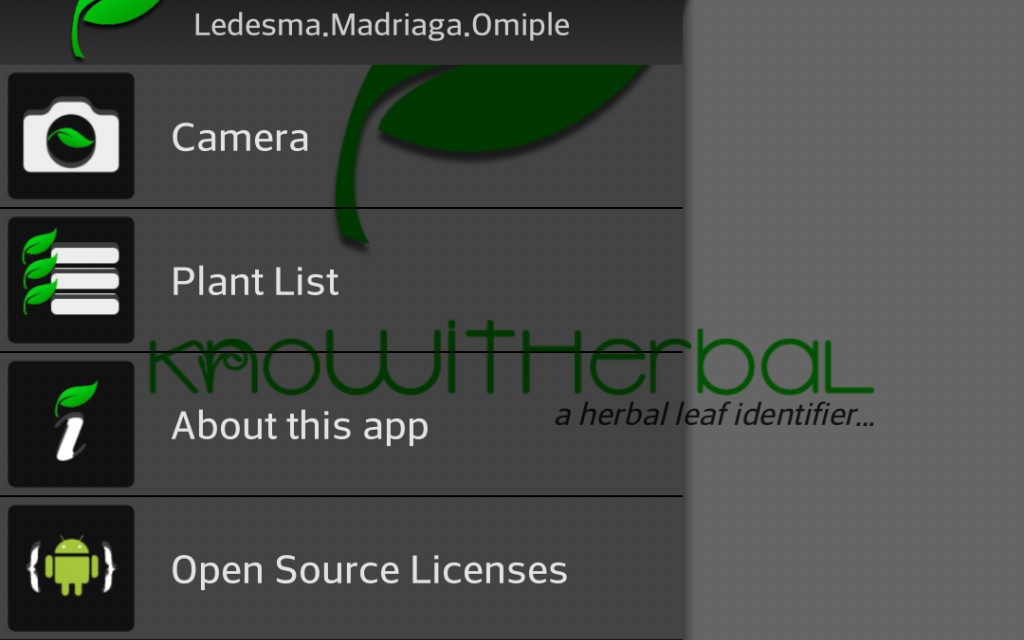 Ledesma.Madriaga.Omiple
Camera
Plant List
KnoWiTHerbaL
a herbal leaf identifier...
About this app
Open Source Licenses